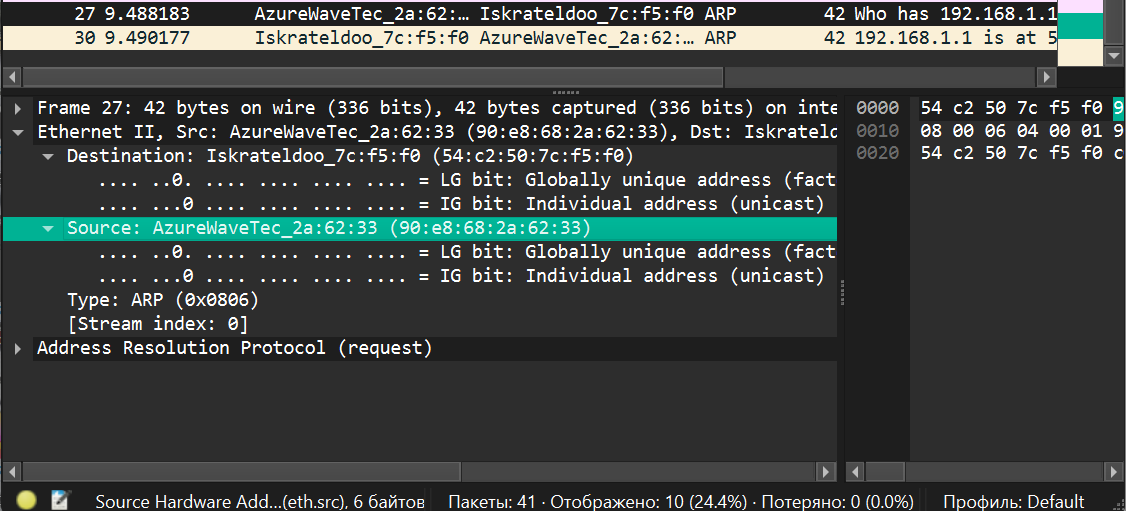 27 9.488183 AzureWaveTec_2a:62:… Iskrateldoo_7c:f5:f0 ARP 42 Who has 192.168.1.1
30 9.490177 Iskrateldoo_7c:f5:f0 AzureWaveTec_2a:62:… ARP 42 192.168.1.1 is at 5
Frame 27: 42 bytes on wire (336 bits), 42 bytes captured (336 bits) on inte
Ethernet II, Src: AzureWaveTec_2a:62:33 (90:e8:68:2a:62:33), Dst: Iskrateld
Destination: Iskrateldoo_7c:f5:f0 (54:c2:50:7c:f5:f0)
.... ..0. .... .... .... .... = LG bit: Globally unique address (fact
.... ...0 .... .... .... .... = IG bit: Individual address (unicast)
Source: AzureWaveTec_2a:62:33 (90:e8:68:2a:62:33)
.... ..0. .... .... .... .... = LG bit: Globally unique address (fact
.... ...0 .... .... .... .... = IG bit: Individual address (unicast)
Type: ARP (0x0806)
[Stream index: 0]
Address Resolution Protocol (request)
0000 54 c2 50 7c f5 f0 9
0010 08 00 06 04 00 01 9
0020 54 c2 50 7c f5 f0 c
Source Hardware Add...(eth.src), 6 байтов
Пакеты: 41 · Отображено: 10 (24.4%) · Потеряно: 0 (0.0%)
Профиль: Default